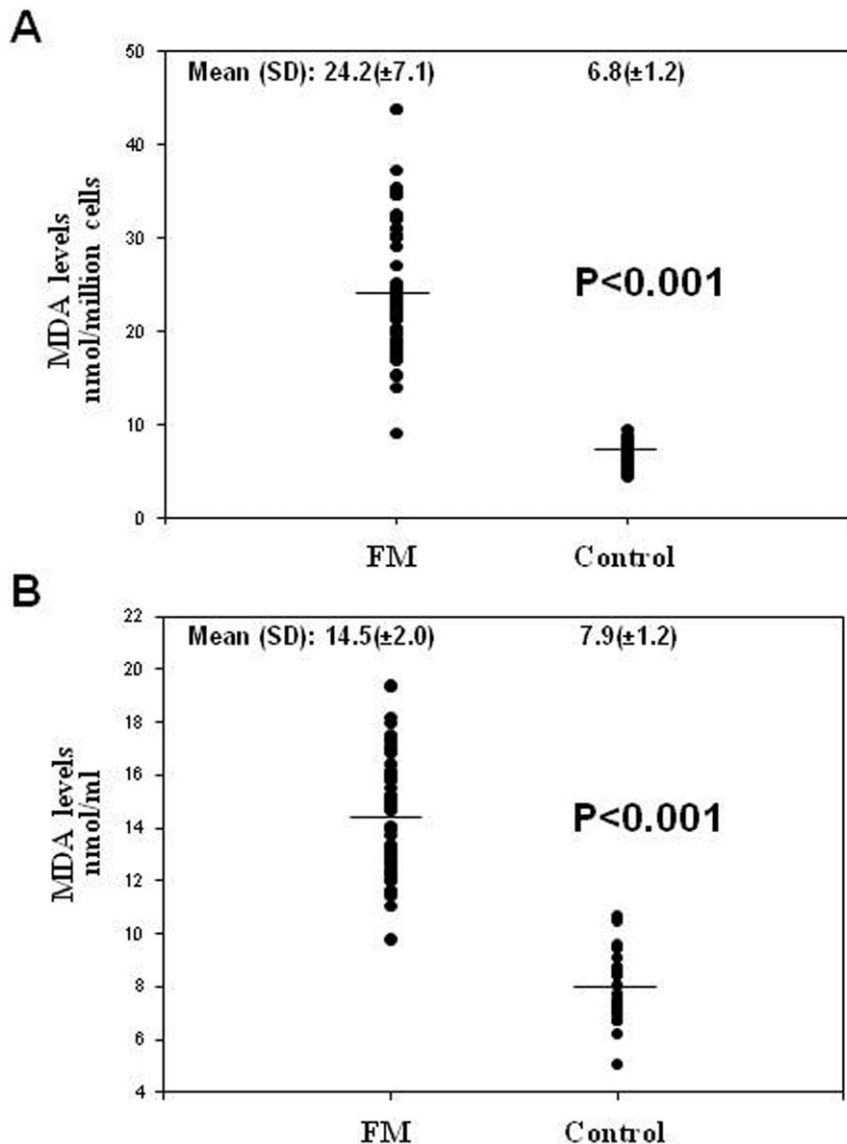 A
50
Mean (SD): 24.2(±7.1) 6.8(±1.2)
40
30
P<0.001
20
10
0
MDA levels
nmol/million cells
FM Control
B
22
Mean (SD): 14.5(±2.0) 7.9(±1.2)
20
18
16
14
P<0.001
12
10
8
6
4
MDA levels
nmol/ml
FM Control